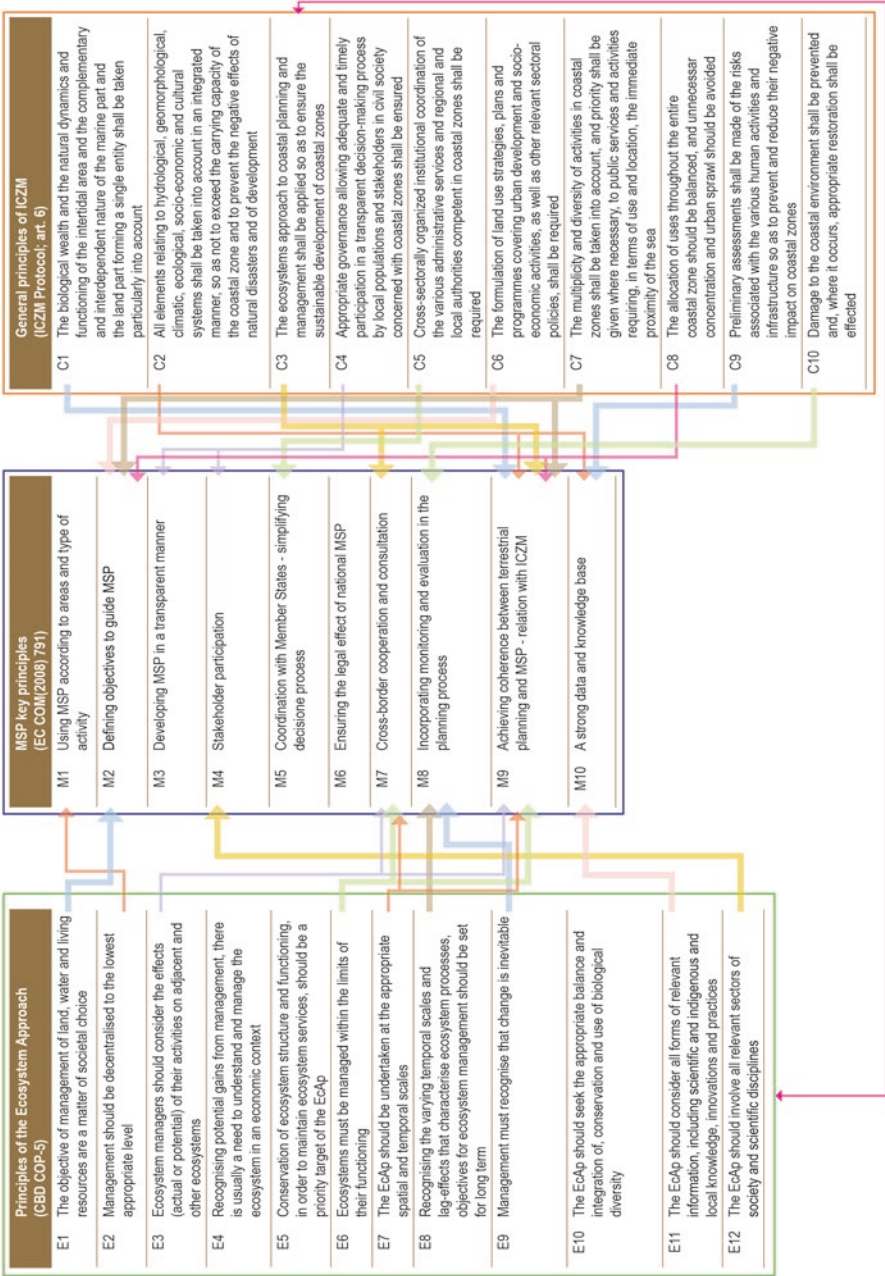 Principles of the Ecosystem Approach
(CBD COP-5)
E1 The objective of management of land, water and living
resources are a matter of societal choice
E2 Management should be decentralised to the lowest
appropriate level
E3 Ecosystem managers should consider the effects
(actual or potential) of their activities on adjacent and
other ecosystems
E4 Recognising potential gains from management, there
is usually a need to understand and manage the
ecosystem in an economic context
E5 Conservation of ecosystem structure and functioning,
in order to maintain ecosystem services, should be a
priority target of the EcAp
E6 Ecosystems must be managed within the limits of
their functioning
E7 The EcAp should be undertaken at the appropriate
spatial and temporal scales
E8 Recognising the varying temporal scales and
lag-effects that characterise ecosystem processes,
objectives for ecosystem management should be set
for long term
E9 Management must recognise that change is inevitable
E10 The EcAp should seek the appropriate balance and
integration of, conservation and use of biological
diversity
E11 The EcAp should consider all forms of relevant
information, including scientific and indigenous and
local knowledge, innovations and practices
E12 The EcAp should involve all relevant sectors of
society and scientific disciplines
MSP key principles
(EC COM(2008) 791)
M1 Using MSP according to areas and type of
activity
M2 Defining objectives to guide MSP
M3 Developing MSP in a transparent manner
M4 Stakeholder participation
M5 Coordination with Member States - simplifying
decisione process
M6 Ensuring the legal effect of national MSP
M7 Cross-border cooperation and consultation
M8 Incorporating monitoring and evaluation in the
planning process
M9 Achieving coherence between terrestrial
planning and MSP - relation with ICZM
M10 A strong data and knowledge base
General principles of ICZM
(ICZM Protocol; art. 6)
C1 The biological wealth and the natural dynamics and
functioning of the intertidal area and the complementary
and interdependent nature of the marine part and
the land part forming a single entity shall be taken
particularly into account
C2 All elements relating to hydrological, geomorphological,
climatic, ecological, socio-economic and cultural
systems shall be taken into account in an integrated
manner, so as not to exceed the carrying capacity of
the coastal zone and to prevent the negative effects of
natural disasters and of development
C3 The ecosystems approach to coastal planning and
management shall be applied so as to ensure the
sustainable development of coastal zones
C4 Appropriate governance allowing adequate and timely
participation in a transparent decision-making process
by local populations and stakeholders in civil society
concerned with coastal zones shall be ensured
C5 Cross-sectorally organized institutional coordination of
the various administrative services and regional and
local authorities competent in coastal zones shall be
required
C6 The formulation of land use strategies, plans and
programmes covering urban development and socio-
economic activities, as well as other relevant sectoral
policies, shall be required
C7 The multiplicity and diversity of activities in coastal
zones shall be taken into account, and priority shall be
given where necessary, to public services and activities
requiring, in terms of use and location, the immediate
proximity of the sea
C8 The allocation of uses throughout the entire
coastal zone should be balanced, and unnecessar
concentration and urban sprawl should be avoided
C9 Preliminary assessments shall be made of the risks
associated with the various human activities and
infrastructure so as to prevent and reduce their negative
impact on coastal zones
C10 Damage to the coastal environment shall be prevented
and, where it occurs, appropriate restoration shall be
effected